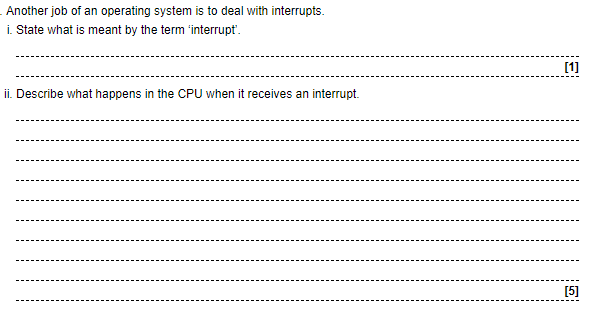 . Another job of an operating system is to deal with interrupts.
i. State what is meant by the term ‘interrupt’.
[1]
ii. Describe what happens in the CPU when it receives an interrupt.
[5]